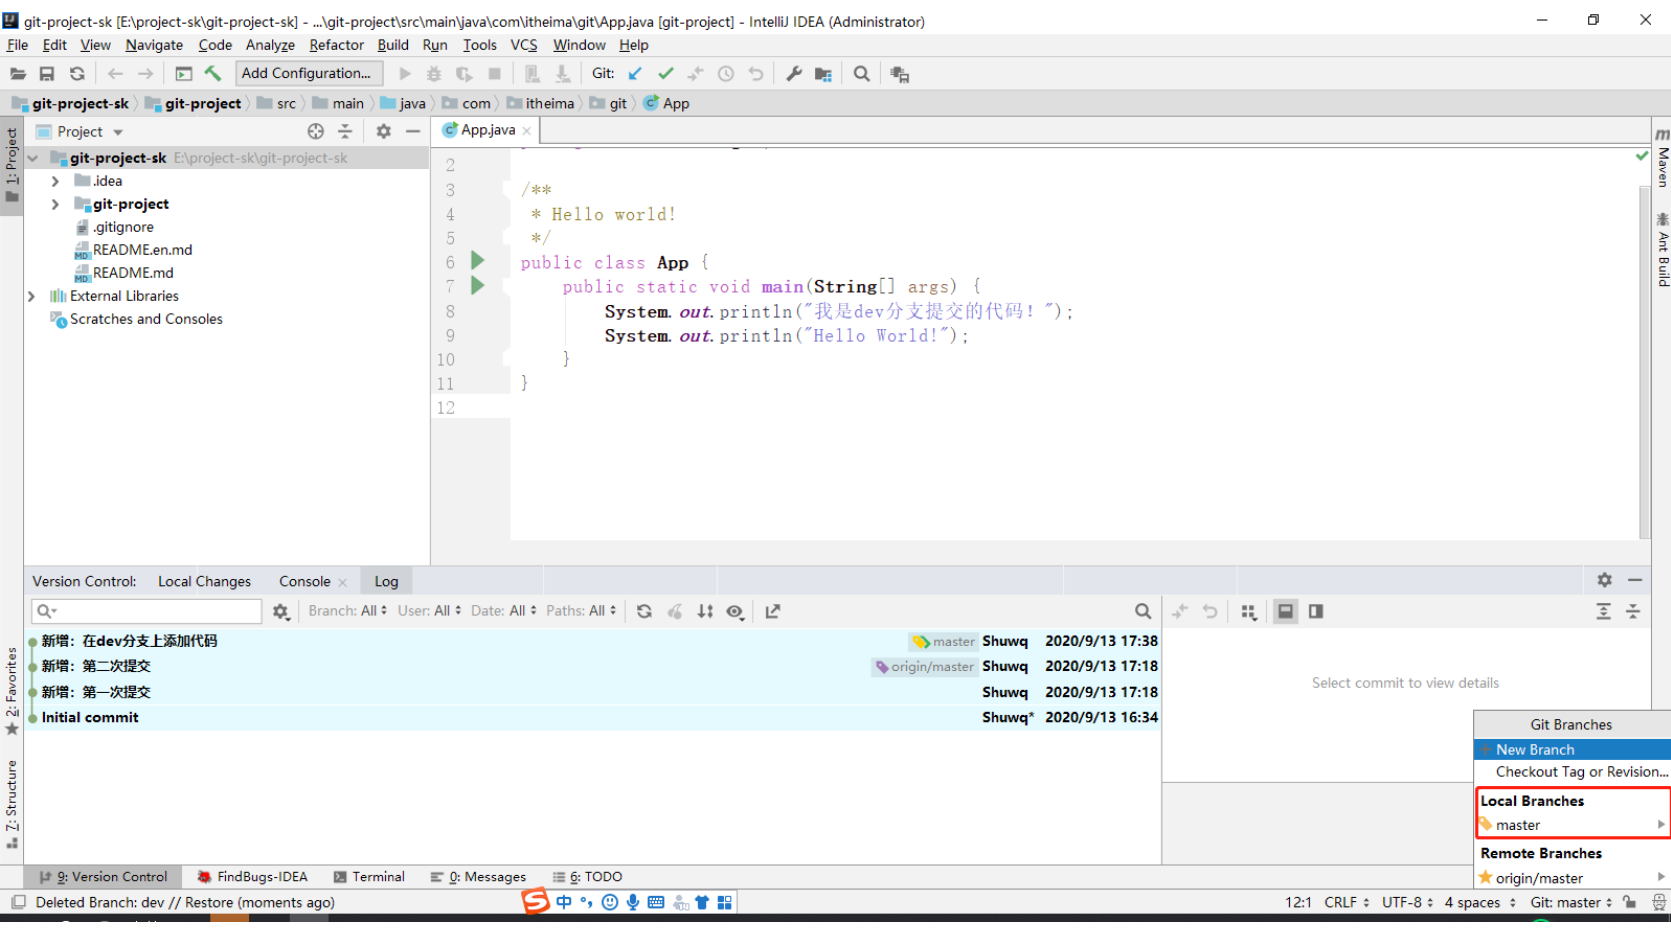 git-project-sk [E:\project-sk\git-project-sk] - ...\git-project\src\main\java\com\itheima\git\App.java [git-project] - IntelliJ IDEA (Administrator)
File Edit View Navigate Code Analyze Refactor Build Run Tools VCS Window Help
Add Configuration... Git:
git-project-sk git-project src main java com itheima git App
1: Project
Project
App.java
git-project-sk E:\project-sk\git-project-sk
.idea
git-project
.gitignore
README.en.md
README.md
External Libraries
Scratches and Consoles
2
3 /**
4 * Hello world!
5 */
6 public class App {
7 public static void main(String[] args) {
8 System.out.println("我是dev分支提交的代码！");
9 System.out.println("Hello World!");
10 }
11 }
12
Maven
Ant Build
Version Control: Local Changes Console Log
Branch: All User: All Date: All Paths: All
新增：在dev分支上添加代码 master Shuwq 2020/9/13 17:38
新增：第二次提交 origin/master Shuwq 2020/9/13 17:18
新增：第一次提交 Shuwq 2020/9/13 17:18
Initial commit Shuwq* 2020/9/13 16:34
Select commit to view details
2: Favorites
7: Structure
Git Branches
New Branch
Checkout Tag or Revision...
Local Branches
master
Remote Branches
origin/master
9: Version Control FindBugs-IDEA Terminal 0: Messages 6: TODO
Deleted Branch: dev // Restore (moments ago) S 中 12:1 CRLF UTF-8 4 spaces Git: master